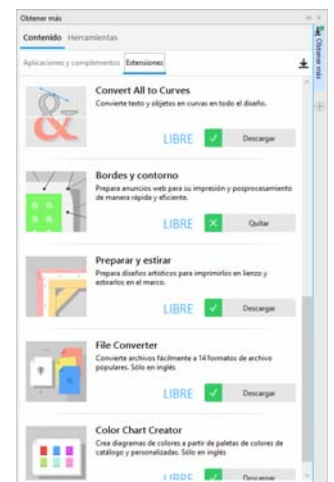 Obtener más
Contenido Herramientas
Aplicaciones y complementos Extensiones
Convert All to Curves
Convierte texto y objetos en curvas en todo el diseño.
LIBRE Descargar
Bordes y contorno
Prepara anuncios web para su impresión y posprocesamiento
de manera rápida y eficiente.
LIBRE Quitar
Preparar y estirar
Prepara diseños artísticos para imprimirlos en lienzo y
estirarlos en el marco.
LIBRE Descargar
File Converter
Convierte archivos fácilmente a 14 formatos de archivo
populares. Sólo en inglés
LIBRE Descargar
Color Chart Creator
Crea diagramas de colores a partir de paletas de colores de
catálogo y personalizadas. Sólo en inglés
LIBRE Descargar
Obtener más